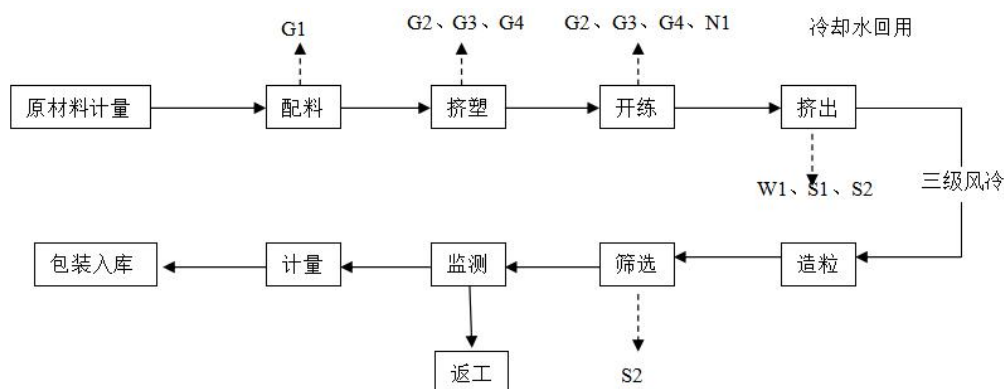 G1
G2、G3、G4
G2、G3、G4、N1
冷却水回用
原材料计量
配料
挤塑
开练
挤出
W1、S1、S2
三级风冷
包装入库
计量
监测
筛选
造粒
返工
S2